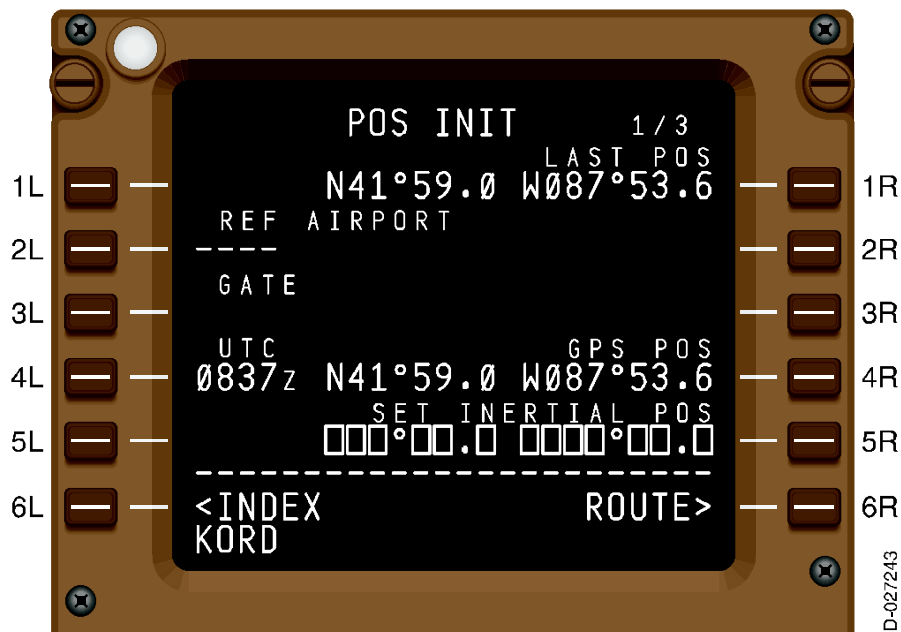 POS INIT 1/3
LAST POS
1L N41°59.0 W087°53.6 1R
REF AIRPORT
2L ---- 2R
GATE
3L 3R
UTC GPS POS
4L 0837z N41°59.0 W087°53.6 4R
SET INERTIAL POS
5L □□□°□□.□ □□□□°□□.□ 5R
------------------------
6L <INDEX ROUTE> 6R
KORD
D-027243